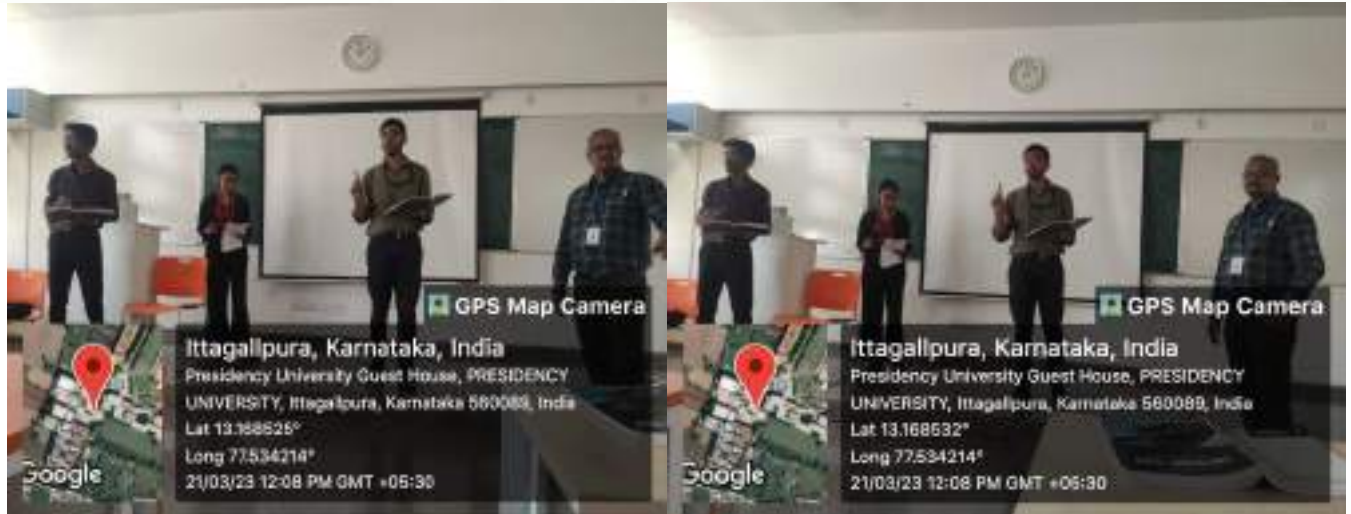 GPS Map Camera
Ittagallpura, Karnataka, India
Presidency University Guest House, PRESIDENCY
UNIVERSITY, Ittagalpura, Karnataka 560089, India
Lat 13.168525°
Long 77.534214°
21/03/23 12:08 PM GMT +05:30
Google
GPS Map Camera
Ittagallpura, Karnataka, India
Presidency University Guest House, PRESIDENCY
UNIVERSITY, Ittagallpura, Karnataka 560089, India
Lat 13.168532°
Long 77.534214°
21/03/23 12:08 PM GMT +05:30
Google